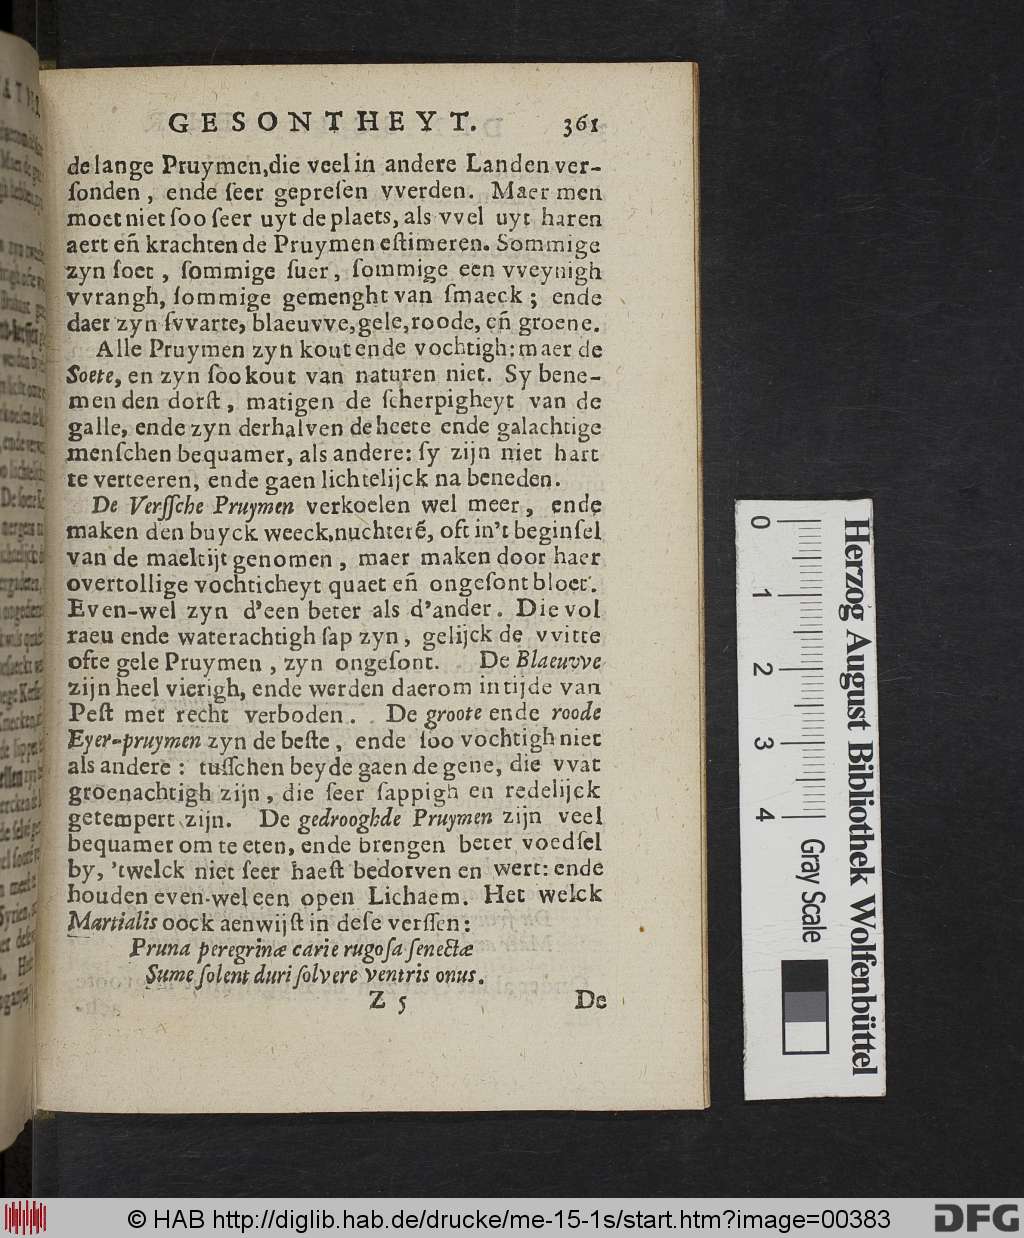 GESONTHEYT. 361
de lange Pruymen, die veel in andere Landen ver-
ſonden, ende ſeer gepreſen vverden. Maer men
moet niet ſoo ſeer uyt de plaets, als vvel uyt haren
aert eñ krachten de Pruymen eſtimeren. Sommige
zyn ſoet, ſommige ſuer, ſommige een vveynigh
vvrangh, ſommige gemenght van ſmaeck; ende
daer zyn ſvvarte, blaeuvve, gele, roode, eñ groene.
Alle Pruymen zyn kout ende vochtigh: maer de
Soete, en zyn ſoo kout van naturen niet. Sy bene-
men den dorſt, matigen de ſcherpigheyt van de
galle, ende zyn derhalven de heete ende galachtige
menſchen bequamer, als andere: ſy zijn niet hart
te verteeren, ende gaen lichtelijck na beneden.
De Verſſche Pruymen verkoelen wel meer, ende
maken den buyck weeck, nuchterẽ, oft in't beginſel
van de maeltijt genomen, maer maken door haer
overtollige vochticheyt quaet eñ ongeſont bloet.
Even-wel zyn d'een beter als d'ander. Die vol
raeu ende waterachtigh ſap zyn, gelijck de vvitte
ofte gele Pruymen, zyn ongeſont. De Blaeuvve
zijn heel vierigh, ende werden daerom in tijde van
Peſt met recht verboden. De groote ende roode
Eyer-pruymen zyn de beſte, ende ſoo vochtigh niet
als andere: tuſſchen beyde gaen de gene, die vvat
groenachtigh zijn, die ſeer ſappigh en redelijck
getempert zijn. De gedrooghde Pruymen zijn veel
bequamer om te eten, ende brengen beter voedſel
by, 'twelck niet ſeer haeſt bedorven en wert: ende
houden even-wel een open Lichaem. Het welck
Martialis oock aenwijſt in deſe verſſen:
Pruna peregrinæ carie rugoſa ſenectæ
Sume ſolent duri ſolvere ventris onus.
Z 5 De
Herzog August Bibliothek Wolfenbüttel
0 1 2 3 4 Gray Scale
© HAB http://diglib.hab.de/drucke/me-15-1s/start.htm?image=00383
DFG